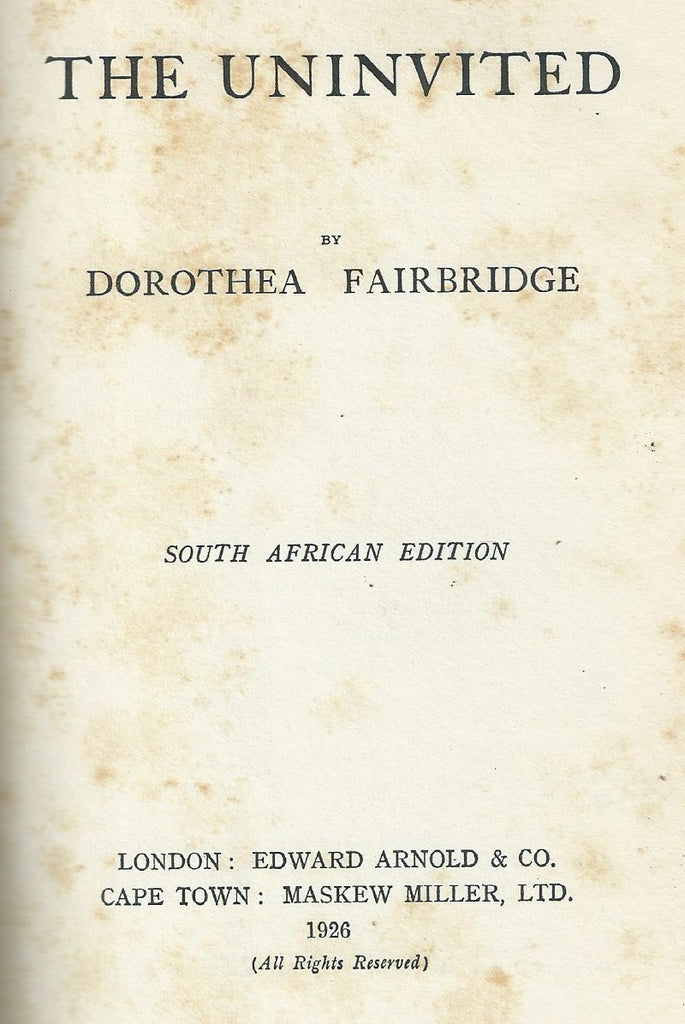 THE UNINVITED
BY
DOROTHEA FAIRBRIDGE
SOUTH AFRICAN EDITION
LONDON : EDWARD ARNOLD & CO.
CAPE TOWN : MASKEW MILLER, LTD.
1926
(All Rights Reserved)